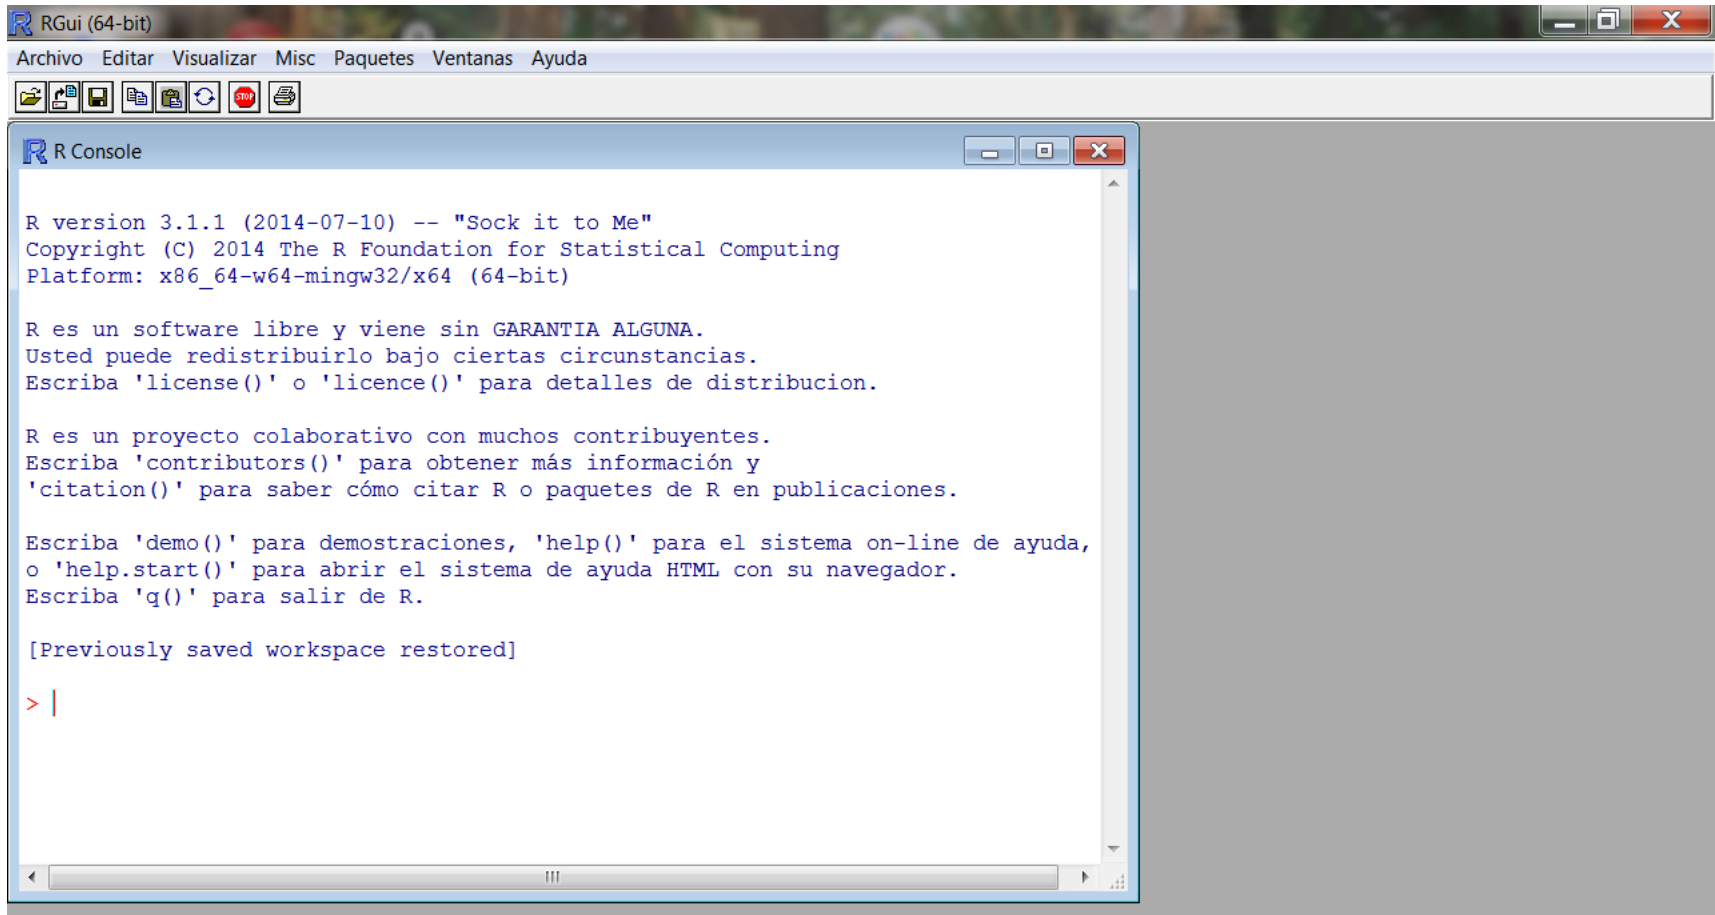 RGui (64-bit)
Archivo Editar Visualizar Misc Paquetes Ventanas Ayuda
STOP
R Console
R version 3.1.1 (2014-07-10) -- "Sock it to Me"
Copyright (C) 2014 The R Foundation for Statistical Computing
Platform: x86_64-w64-mingw32/x64 (64-bit)
R es un software libre y viene sin GARANTIA ALGUNA.
Usted puede redistribuirlo bajo ciertas circunstancias.
Escriba 'license()' o 'licence()' para detalles de distribucion.
R es un proyecto colaborativo con muchos contribuyentes.
Escriba 'contributors()' para obtener más información y
'citation()' para saber cómo citar R o paquetes de R en publicaciones.
Escriba 'demo()' para demostraciones, 'help()' para el sistema on-line de ayuda,
o 'help.start()' para abrir el sistema de ayuda HTML con su navegador.
Escriba 'q()' para salir de R.
[Previously saved workspace restored]
>